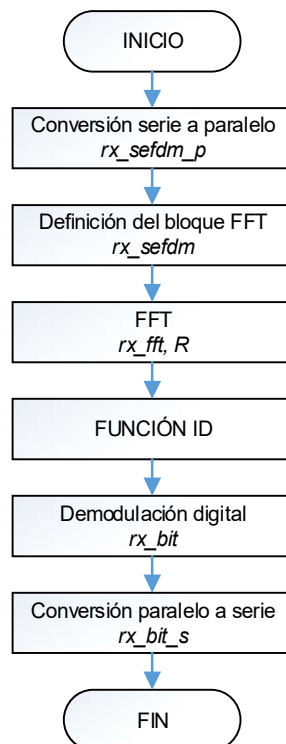 INICIO
Conversión serie a paralelo
rx_sefdm_p
Definición del bloque FFT
rx_sefdm
FFT
rx_fft, R
FUNCIÓN ID
Demodulación digital
rx_bit
Conversión paralelo a serie
rx_bit_s
FIN